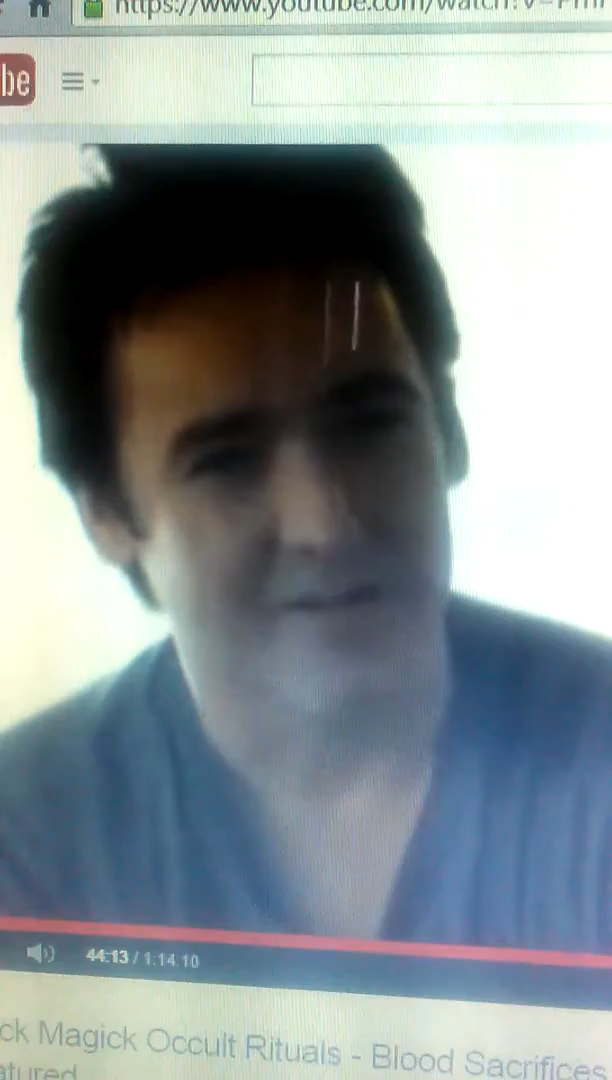 https://www.youtube.com/watch?v=
be
44:13 / 1:14:10
ck Magick Occult Rituals - Blood Sacrifices
atured